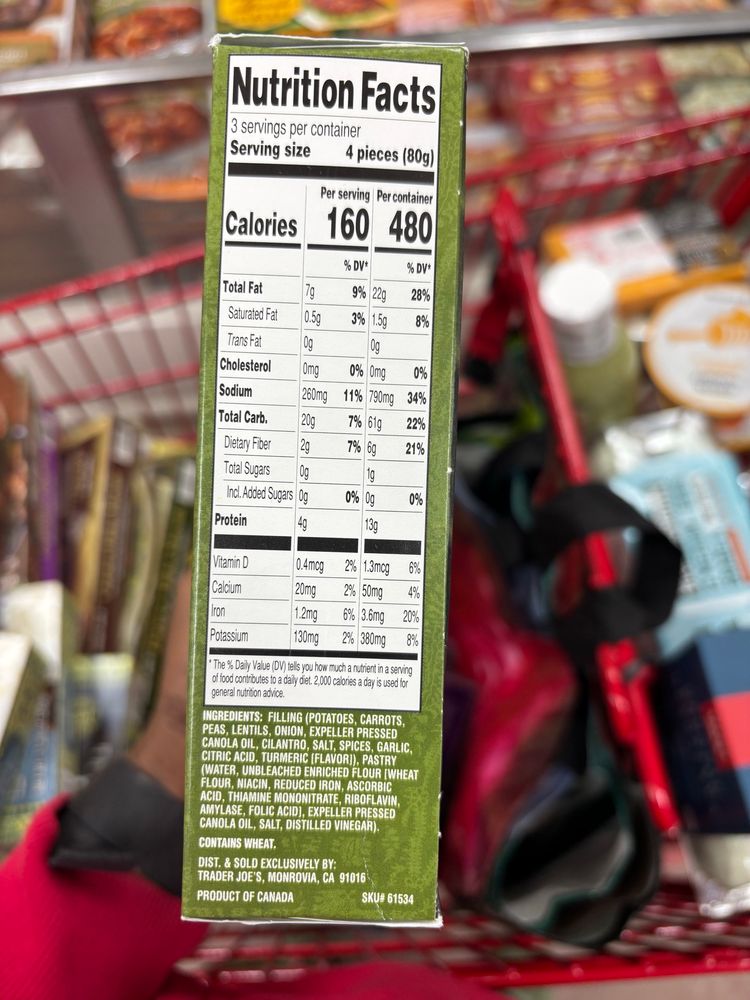 Nutrition Facts
3 servings per container
Serving size 4 pieces (80g)
Per serving Per container
Calories 160 480
% DV* % DV*
Total Fat 7g 9% 22g 28%
Saturated Fat 0.5g 3% 1.5g 8%
Trans Fat 0g 0g
Cholesterol 0mg 0% 0mg 0%
Sodium 260mg 11% 790mg 34%
Total Carb. 20g 7% 61g 22%
Dietary Fiber 2g 7% 6g 21%
Total Sugars 0g 1g
Incl. Added Sugars 0g 0% 0g 0%
Protein 4g 13g
Vitamin D 0.4mcg 2% 1.3mcg 6%
Calcium 20mg 2% 50mg 4%
Iron 1.2mg 6% 3.6mg 20%
Potassium 130mg 2% 380mg 8%
* The % Daily Value (DV) tells you how much a nutrient in a serving
of food contributes to a daily diet. 2,000 calories a day is used for
general nutrition advice.
INGREDIENTS: FILLING (POTATOES, CARROTS,
PEAS, LENTILS, ONION, EXPELLER PRESSED
CANOLA OIL, CILANTRO, SALT, SPICES, GARLIC,
CITRIC ACID, TURMERIC [FLAVOR]), PASTRY
(WATER, UNBLEACHED ENRICHED FLOUR [WHEAT
FLOUR, NIACIN, REDUCED IRON, ASCORBIC
ACID, THIAMINE MONONITRATE, RIBOFLAVIN,
AMYLASE, FOLIC ACID], EXPELLER PRESSED
CANOLA OIL, SALT, DISTILLED VINEGAR).
CONTAINS WHEAT.
DIST. & SOLD EXCLUSIVELY BY:
TRADER JOE'S, MONROVIA, CA 91016
PRODUCT OF CANADA SKU# 61534